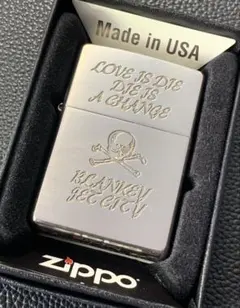 Made in USA
LOVE IS DIE
DIE IS
A CHANGE
BLANKEY
JET CITY
zippo